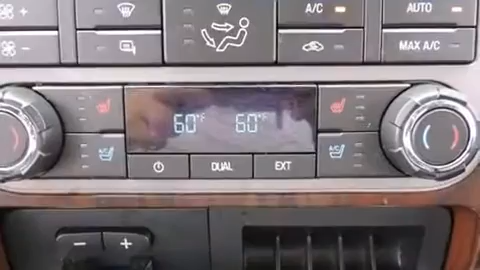 A/C AUTO
- + MAX A/C
60°F 60°F
DUAL EXT
- +